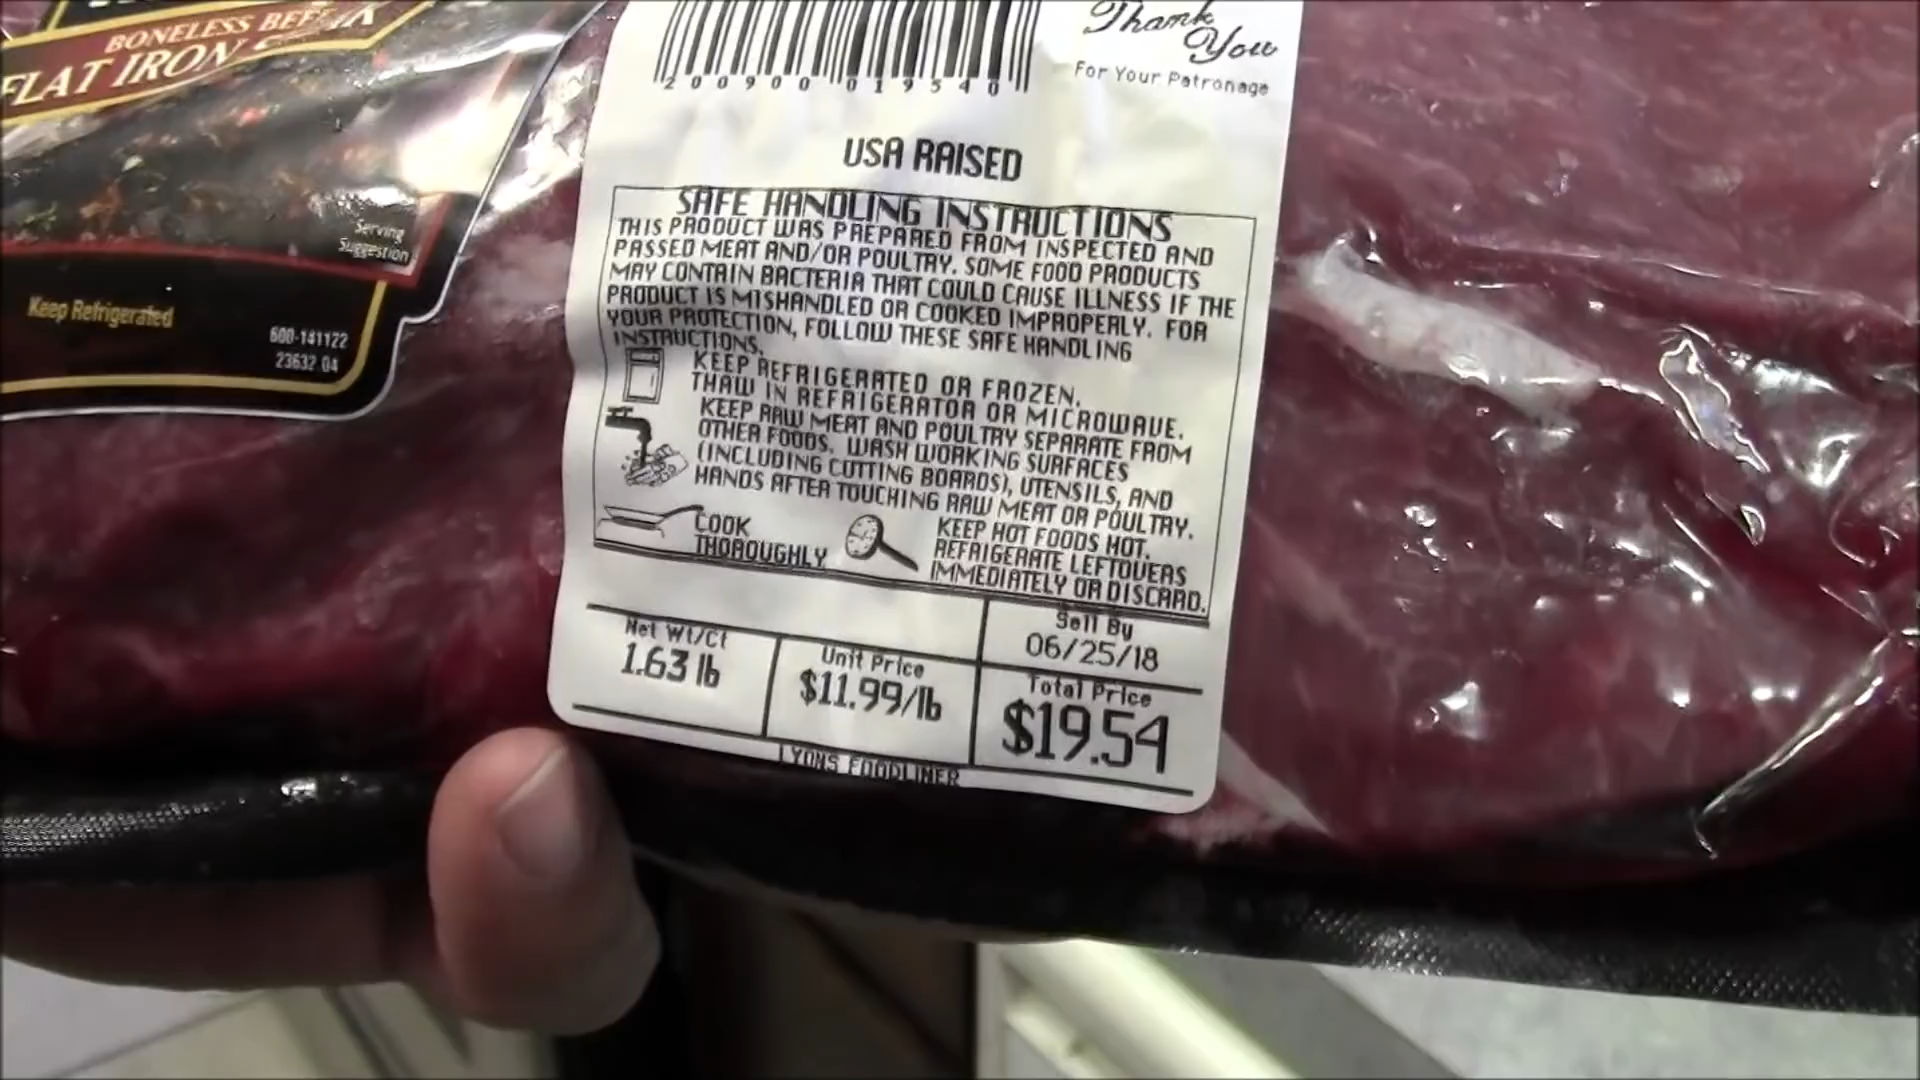 BONELESS BEEF
FLAT IRON
Serving
Suggestion
Keep Refrigerated
600-141122
23632 04
2 00900 01954 0
Thank
You
For Your Patronage
USA RAISED
SAFE HANDLING INSTRUCTIONS
THIS PRODUCT WAS PREPARED FROM INSPECTED AND
PASSED MEAT AND/OR POULTRY. SOME FOOD PRODUCTS
MAY CONTAIN BACTERIA THAT COULD CAUSE ILLNESS IF THE
PRODUCT IS MISHANDLED OR COOKED IMPROPERLY. FOR
YOUR PROTECTION, FOLLOW THESE SAFE HANDLING
INSTRUCTIONS.
KEEP REFRIGERATED OR FROZEN.
THAW IN REFRIGERATOR OR MICROWAVE.
KEEP RAW MEAT AND POULTRY SEPARATE FROM
OTHER FOODS. WASH WORKING SURFACES
(INCLUDING CUTTING BOARDS), UTENSILS, AND
HANDS AFTER TOUCHING RAW MEAT OR POULTRY.
COOK
THOROUGHLY
KEEP HOT FOODS HOT.
REFRIGERATE LEFTOVERS
IMMEDIATELY OR DISCARD.
Sell By
06/25/18
Net Wt/Ct
1.63 lb
Unit Price
$11.99/lb
Total Price
$19.54
LYONS FOODLINER